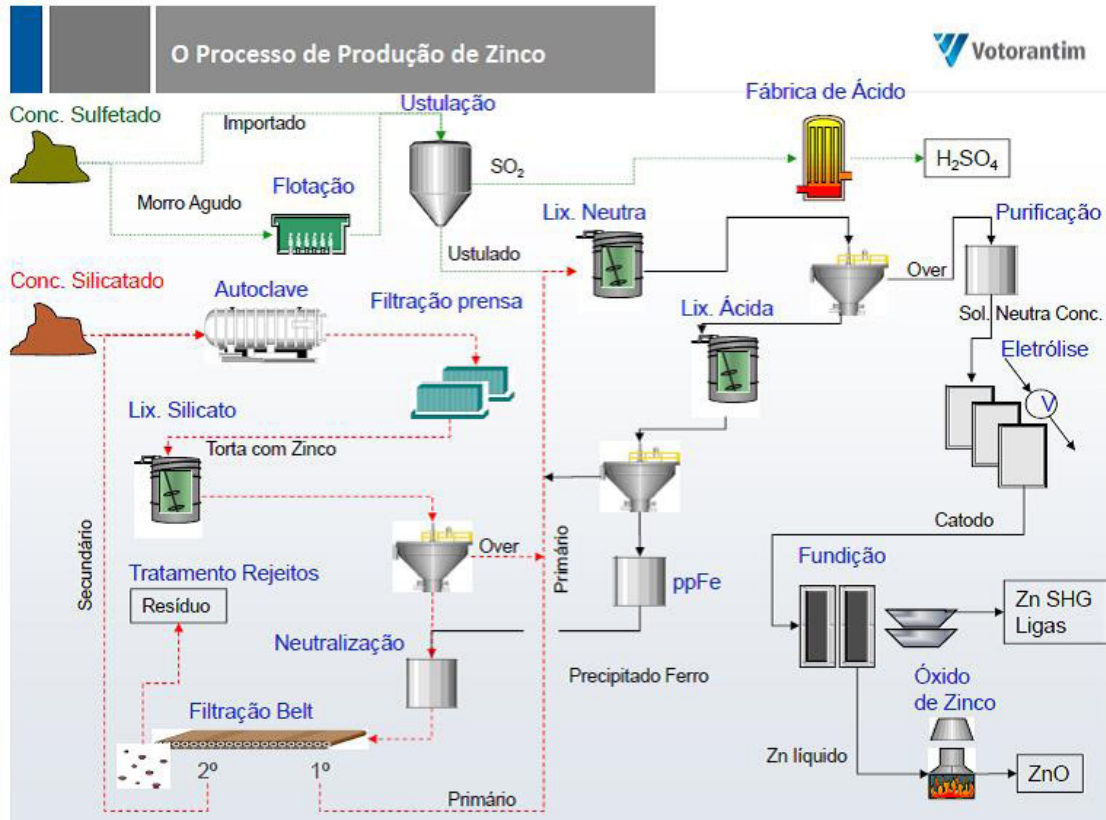 O Processo de Produção de Zinco
Votorantim
Conc. Sulfetado
Importado
Ustulação
Fábrica de Ácido
SO2
H2SO4
Flotação
Morro Agudo
Lix. Neutra
Purificação
Ustulado
Over
Conc. Silicatado
Autoclave
Filtração prensa
Lix. Ácida
Sol. Neutra Conc.
Eletrólise
V
Lix. Silicato
Torta com Zinco
Catodo
Secundário
Over
Primário
Fundição
Tratamento Rejeitos
Resíduo
ppFe
Zn SHG
Ligas
Neutralização
Precipitado Ferro
Óxido
de Zinco
Filtração Belt
Zn líquido
ZnO
2º
1º
Primário